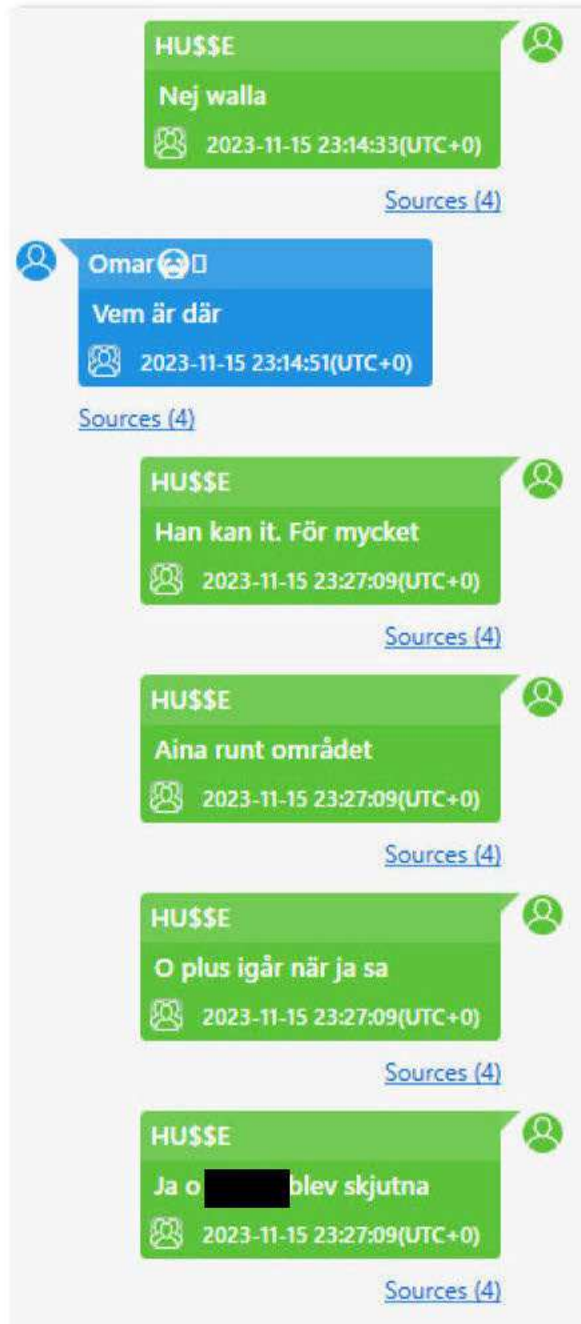 HU$$E
Nej walla
2023-11-15 23:14:33(UTC+0)
Sources (4)
Omar😭▯
Vem är där
2023-11-15 23:14:51(UTC+0)
Sources (4)
HU$$E
Han kan it. För mycket
2023-11-15 23:27:09(UTC+0)
Sources (4)
HU$$E
Aina runt området
2023-11-15 23:27:09(UTC+0)
Sources (4)
HU$$E
O plus igår när ja sa
2023-11-15 23:27:09(UTC+0)
Sources (4)
HU$$E
Ja o blev skjutna
2023-11-15 23:27:09(UTC+0)
Sources (4)